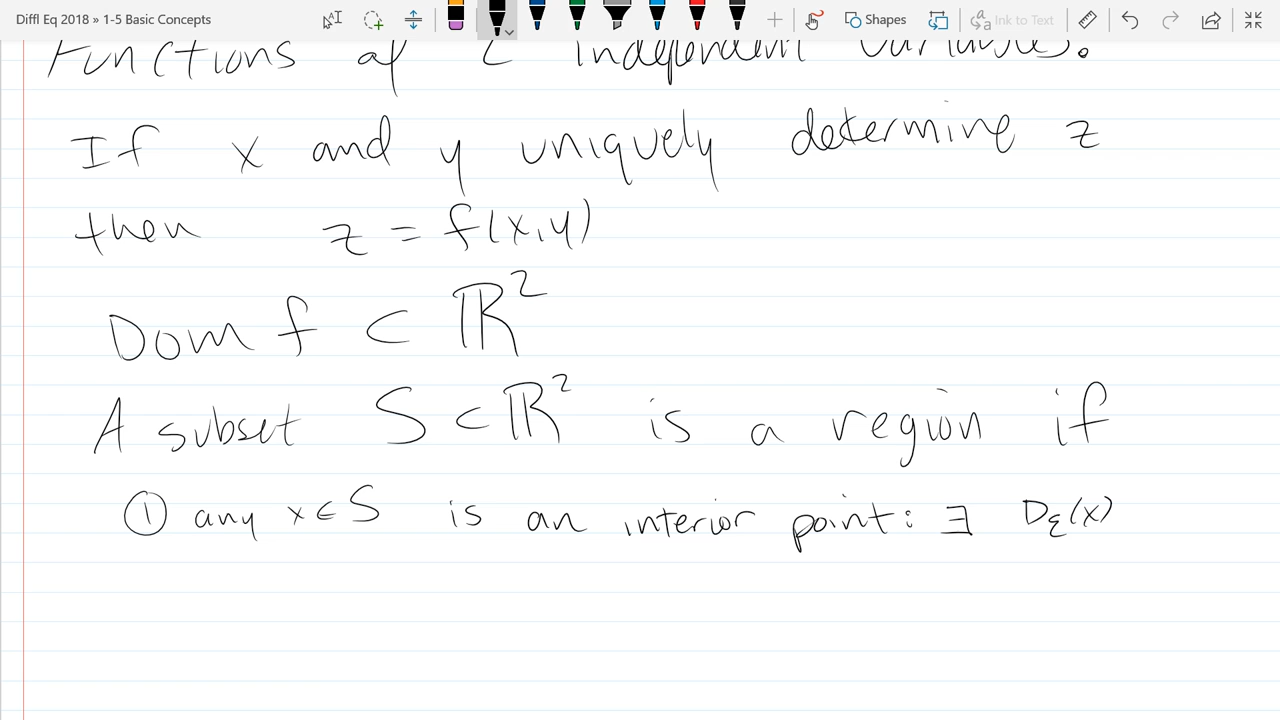 Diffl Eq 2018 » 1-5 Basic Concepts
Shapes
Ink to Text
Functions of 2 independent variables.
If x and y uniquely determine z
then z = f(x,y)
Dom f ⊂ ℝ²
A subset S ⊂ ℝ² is a region if
① any x ∈ S is an interior point: ∃ D_ε(x)